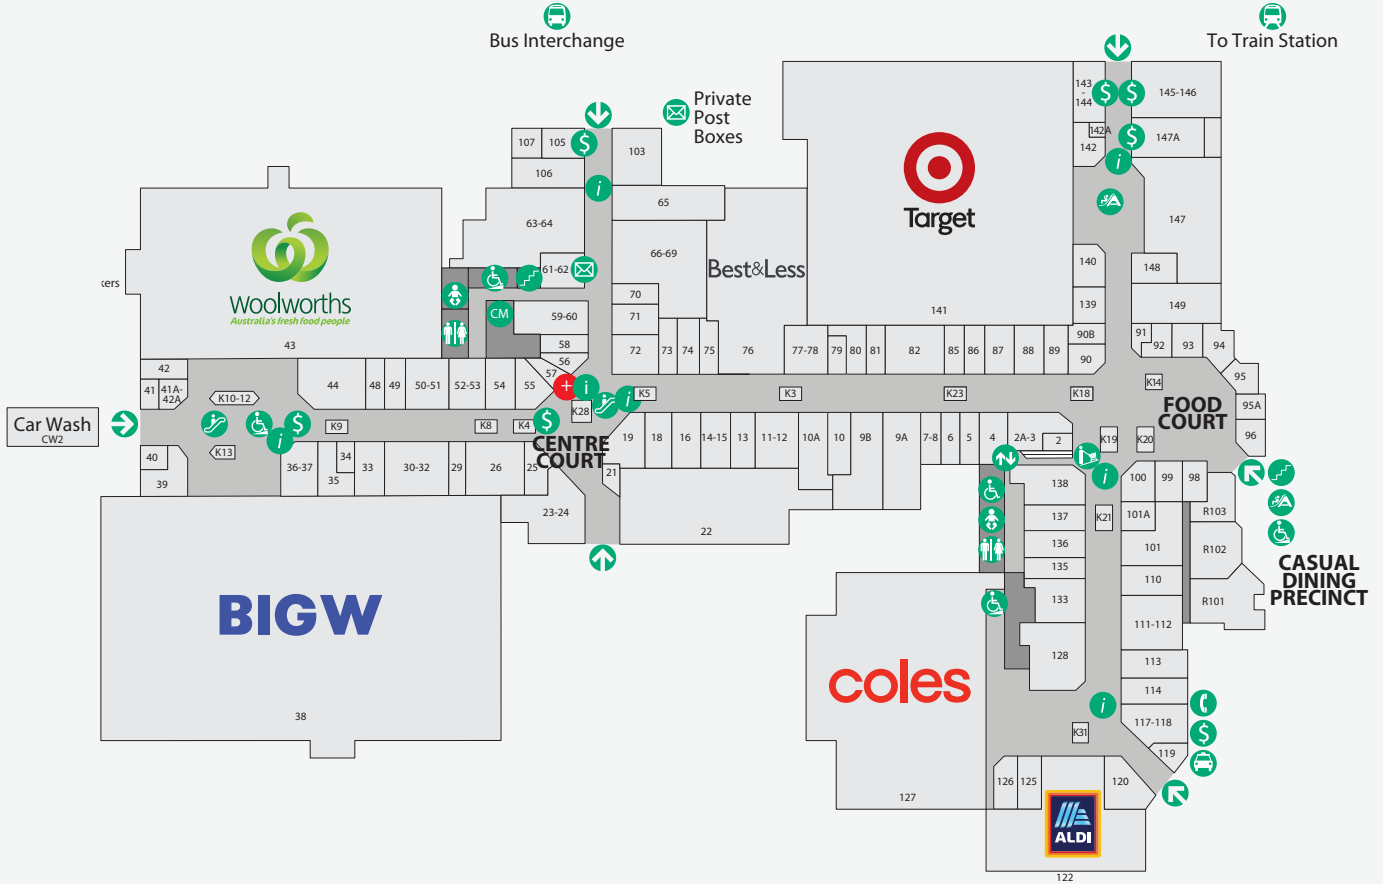 Bus Interchange
To Train Station
Private
Post
Boxes
143
-
144
$
$
145-146
107
105
$
103
142A
142
$
147A
i
106
i
65
63-64
147
Target
66-69
Best&Less
61-62
140
148
kers
Woolworths
Australia's fresh food people
43
CM
59-60
70
71
141
139
149
58
72
73
74
75
76
77-78
79
80
81
82
85
86
87
88
89
90B
90
91
92
93
94
56
57
42
41
41A-
42A
44
48
49
50-51
52-53
54
55
i
i
K5
K3
K23
K18
K14
95
K10-12
K28
FOOD
COURT
95A
Car Wash
CW2
$
i
K9
K8
K4
$
CENTRE
COURT
19
18
16
14-15
13
11-12
10A
10
9B
9A
7-8
6
5
4
2A-3
2
K19
K20
96
K13
40
39
36-37
34
35
33
30-32
29
26
25
21
i
138
100
99
98
23-24
22
137
K21
101A
R103
136
101
R102
135
110
CASUAL
DINING
PRECINCT
BIGW
133
111-112
R101
128
113
coles
114
i
117-118
$
38
K31
119
126
125
120
127
ALDI
122